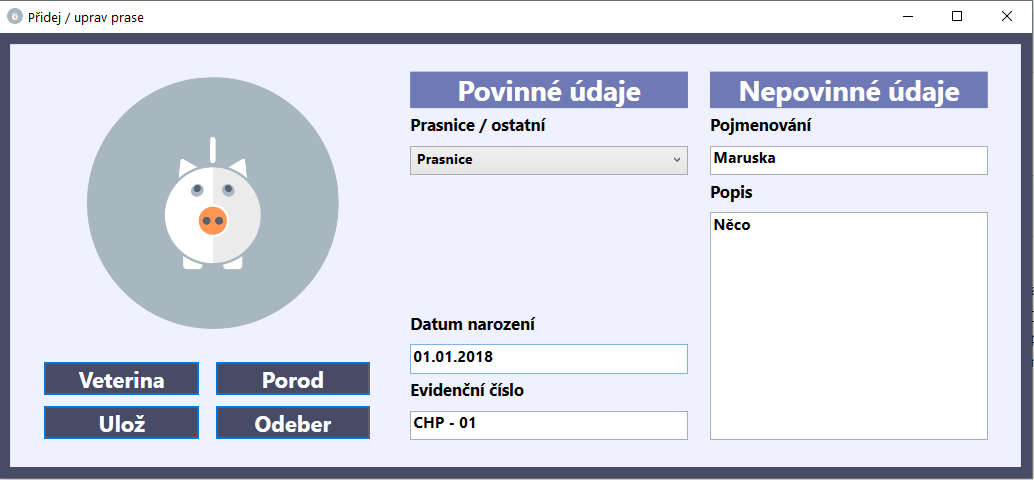 Přidej / uprav prase
Povinné údaje
Prasnice / ostatní
Prasnice
Datum narození
01.01.2018
Evidenční číslo
CHP - 01
Nepovinné údaje
Pojmenování
Maruska
Popis
Něco
Veterina
Porod
Ulož
Odeber